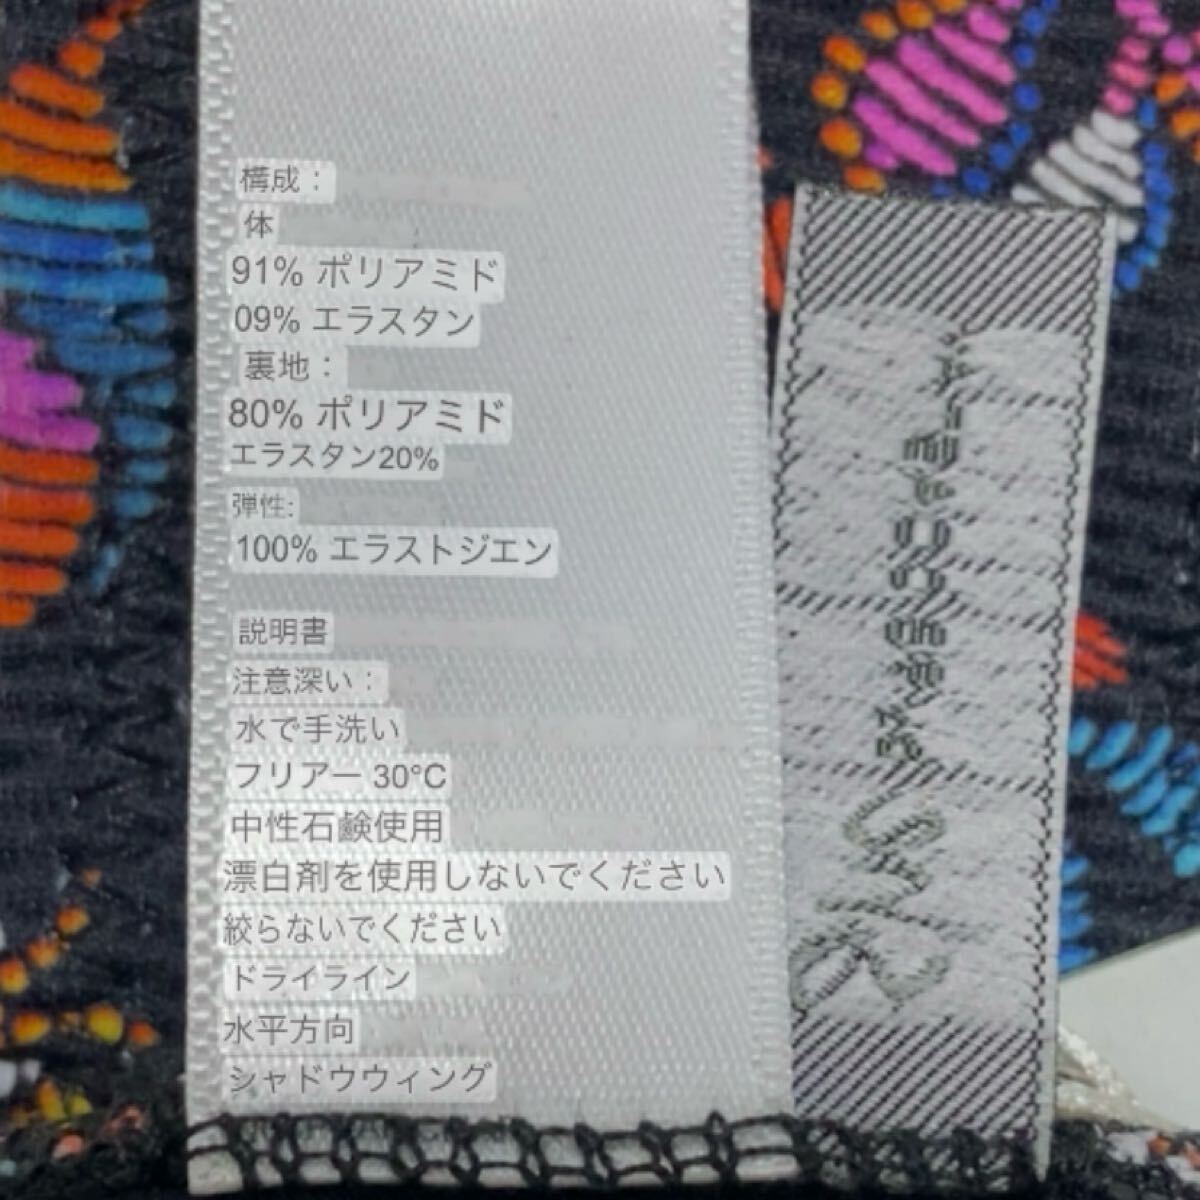 構成：
体
91% ポリアミド
09% エラスタン
裏地：
80% ポリアミド
エラスタン20%
弾性:
100% エラストジエン
説明書
注意深い：
水で手洗い
フリアー 30°C
中性石鹸使用
漂白剤を使用しないでください
絞らないでください
ドライライン
水平方向
シャドウウィング